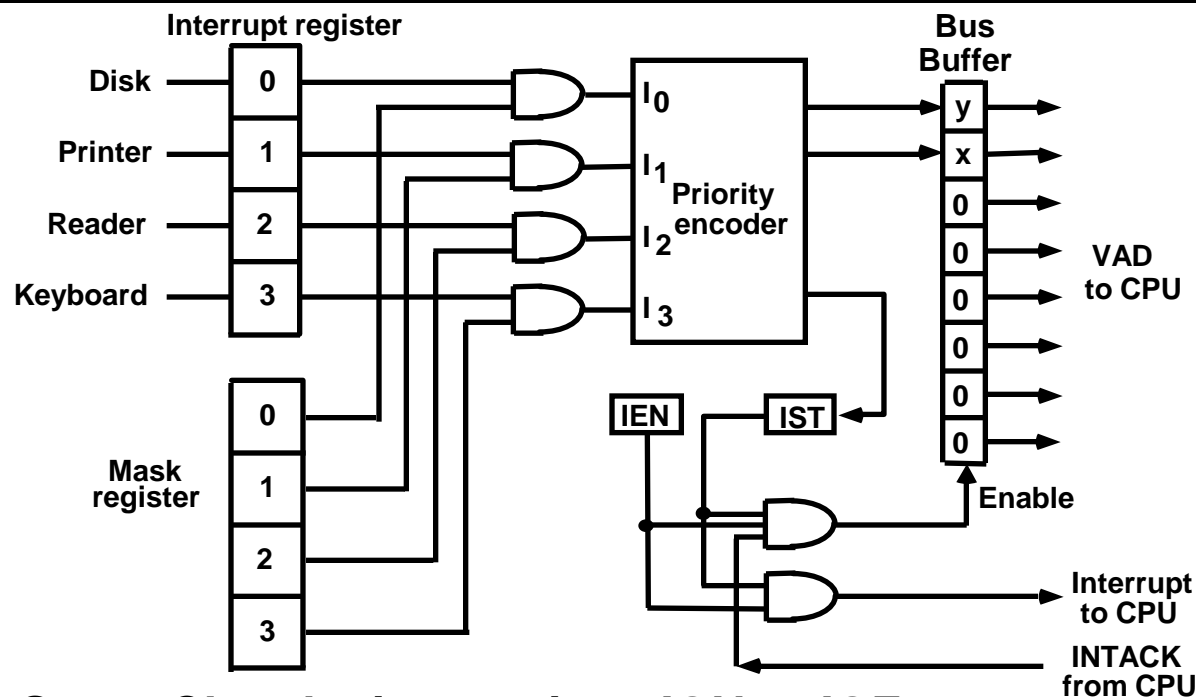 Interrupt register
Bus
Buffer
Disk
0
Printer
1
Reader
2
Keyboard
3
I0
I1
I2
I3
Priority
encoder
y
x
0
0
0
0
0
0
VAD
to CPU
Mask
register
0
1
2
3
IEN
IST
Enable
Interrupt
to CPU
INTACK
from CPU